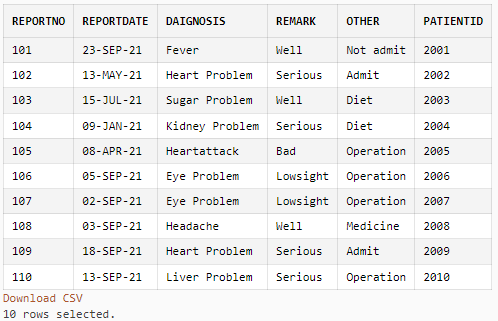 REPORTNO REPORTDATE DAIGNOSIS REMARK OTHER PATIENTID
101 23-SEP-21 Fever Well Not admit 2001
102 13-MAY-21 Heart Problem Serious Admit 2002
103 15-JUL-21 Sugar Problem Well Diet 2003
104 09-JAN-21 Kidney Problem Serious Diet 2004
105 08-APR-21 Heartattack Bad Operation 2005
106 05-SEP-21 Eye Problem Lowsight Operation 2006
107 02-SEP-21 Eye Problem Lowsight Operation 2007
108 03-SEP-21 Headache Well Medicine 2008
109 18-SEP-21 Heart Problem Serious Admit 2009
110 13-SEP-21 Liver Problem Serious Operation 2010
Download CSV
10 rows selected.